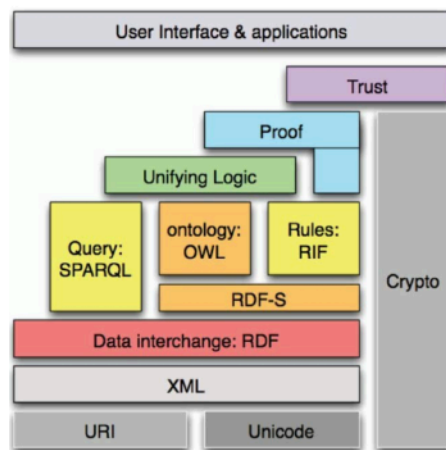 User Interface & applications
Trust
Proof
Unifying Logic
Query:
SPARQL
ontology:
OWL
Rules:
RIF
Crypto
RDF-S
Data interchange: RDF
XML
URI
Unicode